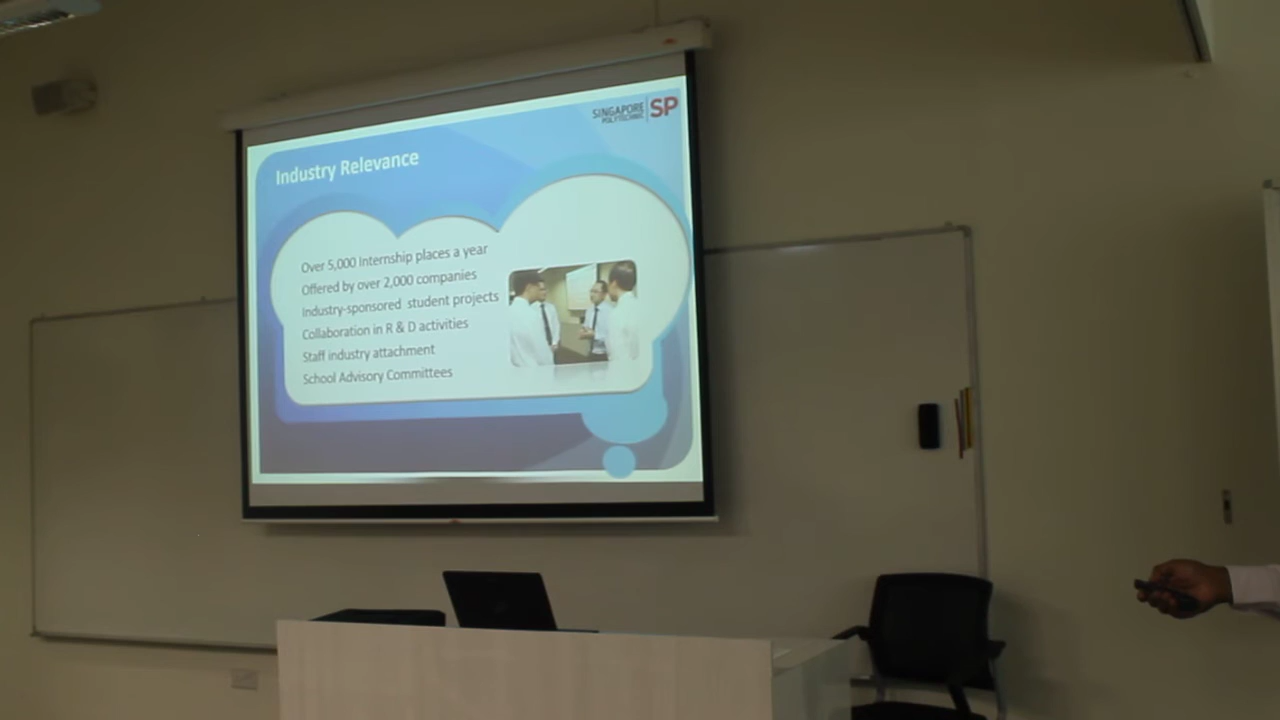 SINGAPORE
POLYTECHNIC
SP
Industry Relevance
Over 5,000 Internship places a year
Offered by over 2,000 companies
Industry-sponsored student projects
Collaboration in R & D activities
Staff industry attachment
School Advisory Committees